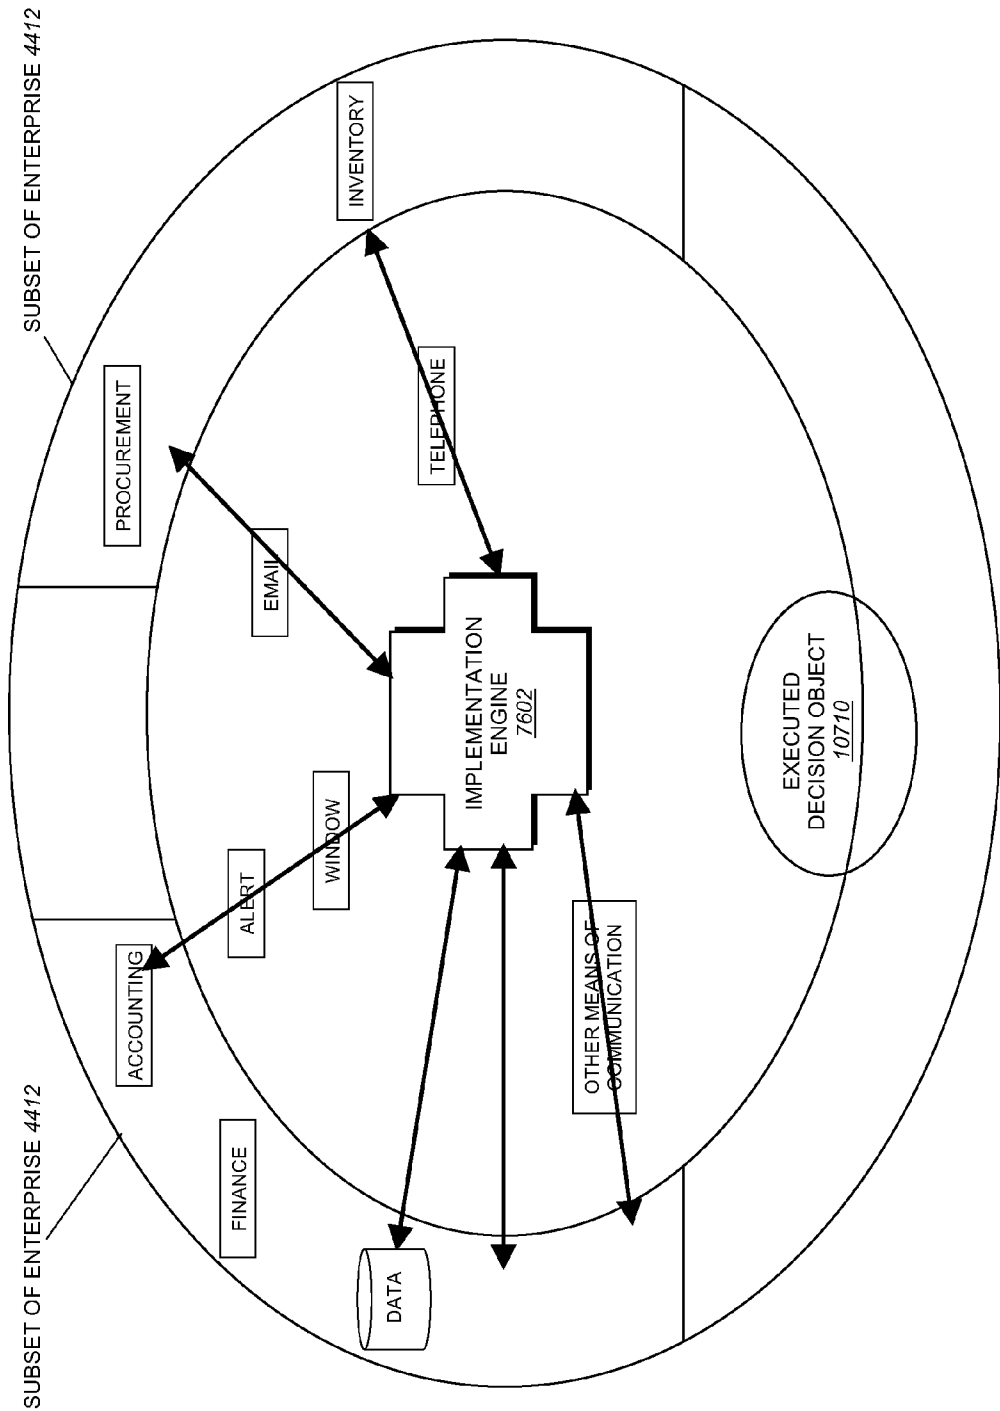 SUBSET OF ENTERPRISE 4412
SUBSET OF ENTERPRISE 4412
ACCOUNTING
PROCUREMENT
FINANCE
ALERT
EMAIL
WINDOW
INVENTORY
DATA
TELEPHONE
IMPLEMENTATION
ENGINE
7602
OTHER MEANS OF
COMMUNICATION
EXECUTED
DECISION OBJECT
10710